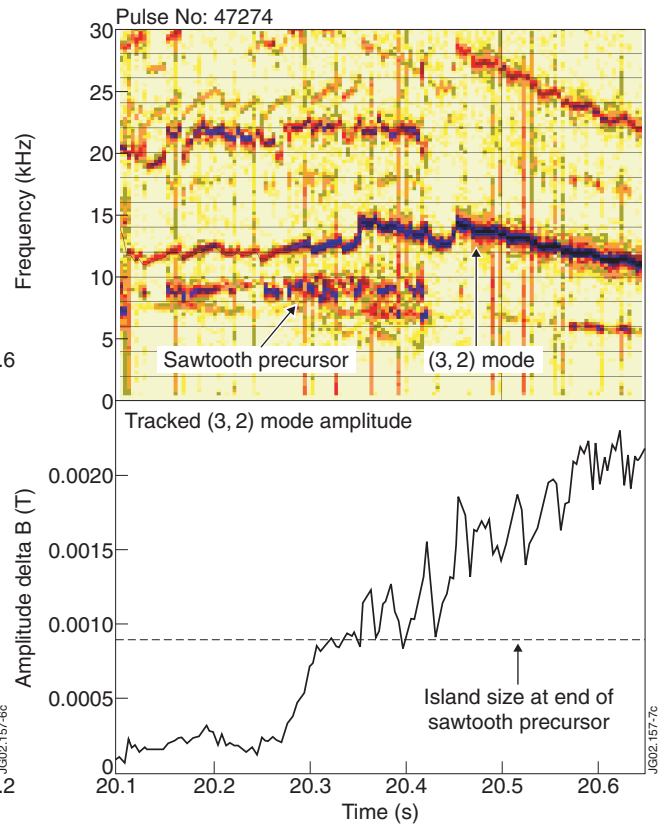 Pulse No: 47274
30
25
20
15
10
5
0
Frequency (kHz)
Sawtooth precursor
(3, 2) mode
.6
Tracked (3, 2) mode amplitude
0.0020
0.0015
0.0010
0.0005
0
Amplitude delta B (T)
Island size at end of
sawtooth precursor
20.1 20.2 20.3 20.4 20.5 20.6
Time (s)
.2
JG02.157-6c
JG02.157-7c